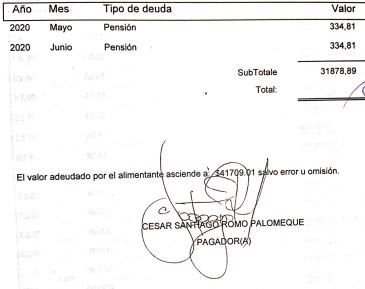 Año Mes Tipo de deuda Valor
2020 Mayo Pensión 334,81
2020 Junio Pensión 334,81
SubTotale 31878,89
Total:
El valor adeudado por el alimentante asciende a: $41709.01 salvo error u omisión.
CESAR SANTIAGO ROMO PALOMEQUE
PAGADOR(A)